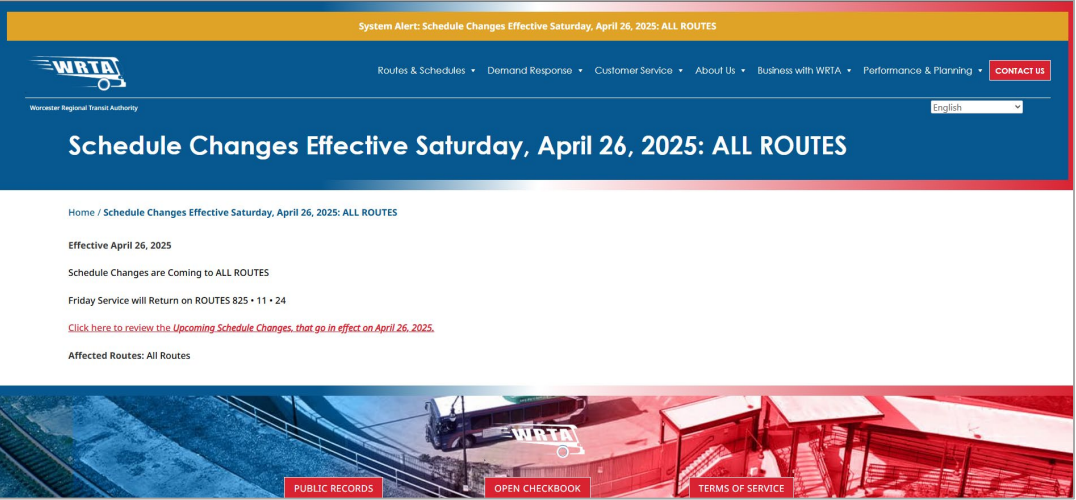 System Alert: Schedule Changes Effective Saturday, April 26, 2025: ALL ROUTES
WRTA
Worcester Regional Transit Authority
Routes & Schedules
Demand Response
Customer Service
About Us
Business with WRTA
Performance & Planning
CONTACT US
English
Schedule Changes Effective Saturday, April 26, 2025: ALL ROUTES
Home / Schedule Changes Effective Saturday, April 26, 2025: ALL ROUTES
Effective April 26, 2025
Schedule Changes are Coming to ALL ROUTES
Friday Service will Return on ROUTES 825 • 11 • 24
Click here to review the Upcoming Schedule Changes, that go in effect on April 26, 2025.
Affected Routes: All Routes
WRTA
PUBLIC RECORDS
OPEN CHECKBOOK
TERMS OF SERVICE